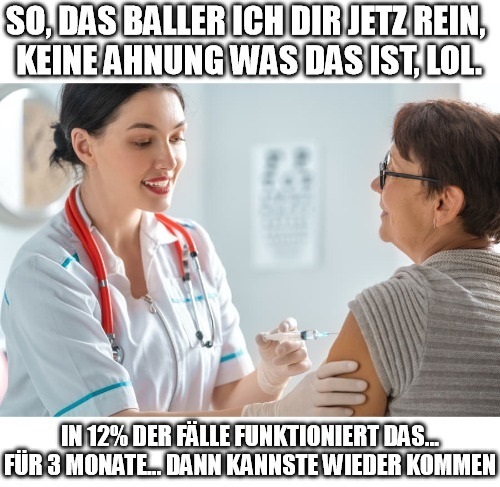 SO, DAS BALLER ICH DIR JETZ REIN,
KEINE AHNUNG WAS DAS IST, LOL.
IN 12% DER FÄLLE FUNKTIONIERT DAS...
FÜR 3 MONATE... DANN KANNSTE WIEDER KOMMEN